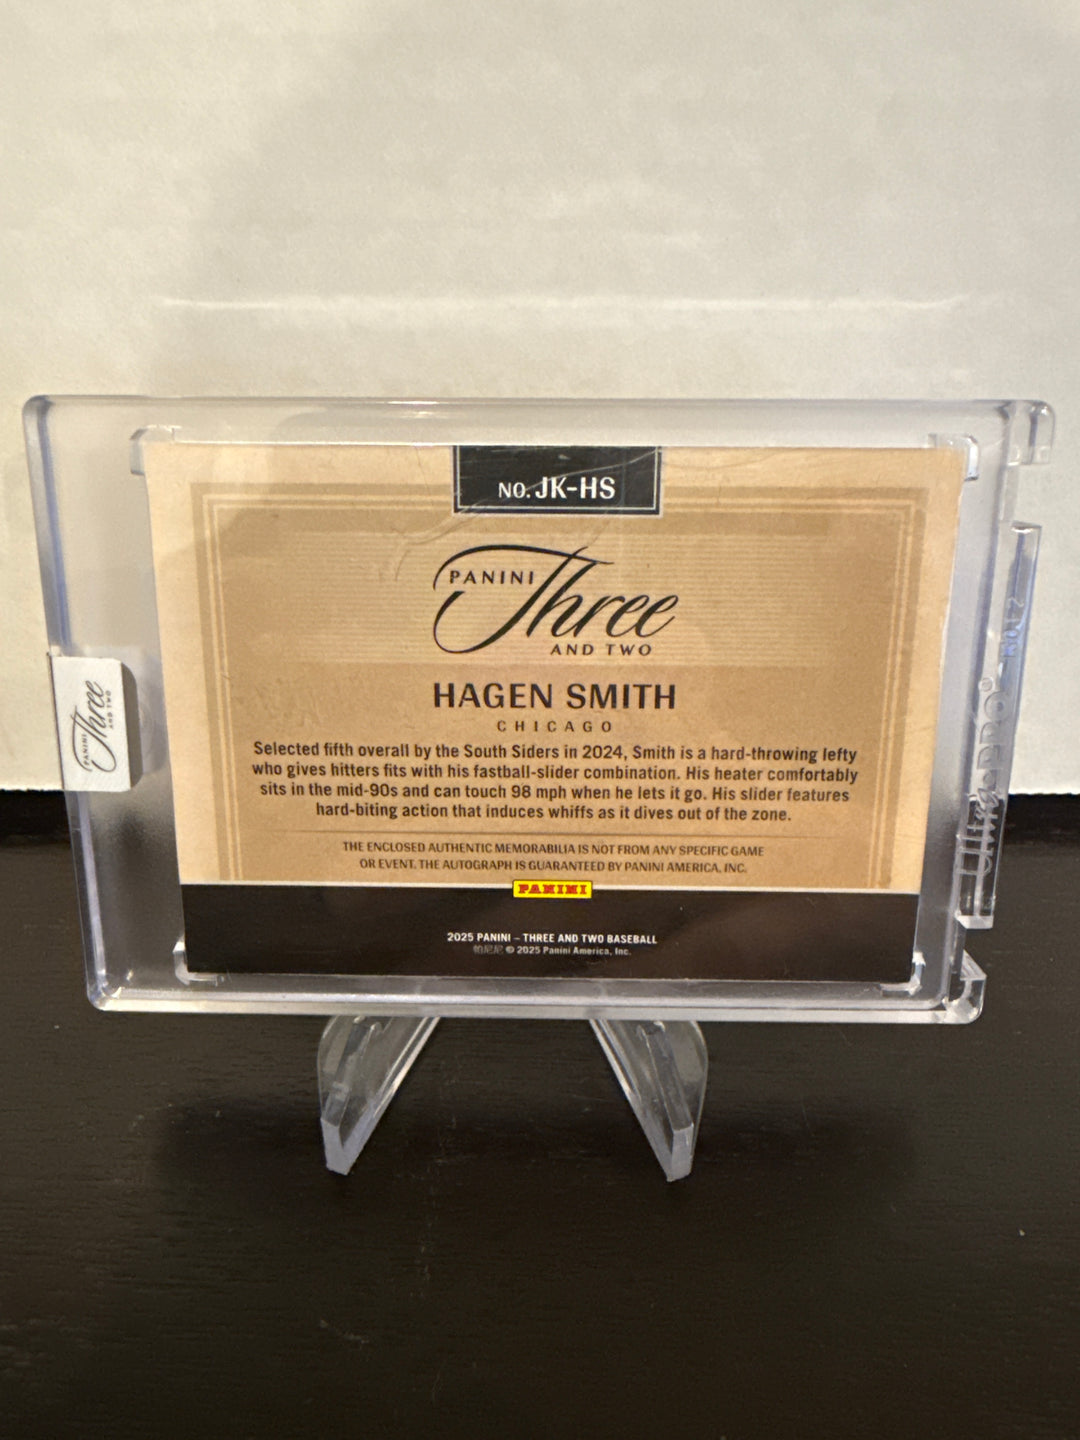 NO. JK-HS
PANINI
Three
AND TWO
HAGEN SMITH
CHICAGO
Selected fifth overall by the South Siders in 2024, Smith is a hard-throwing lefty
who gives hitters fits with his fastball-slider combination. His heater comfortably
sits in the mid-90s and can touch 98 mph when he lets it go. His slider features
hard-biting action that induces whiffs as it dives out of the zone.
THE ENCLOSED AUTHENTIC MEMORABILIA IS NOT FROM ANY SPECIFIC GAME
OR EVENT. THE AUTOGRAPH IS GUARANTEED BY PANINI AMERICA, INC.
PANINI
2025 PANINI – THREE AND TWO BASEBALL
帕尼尼 © 2025 Panini America, Inc.
PANINI
Three
AND TWO
Ultra·PRO®